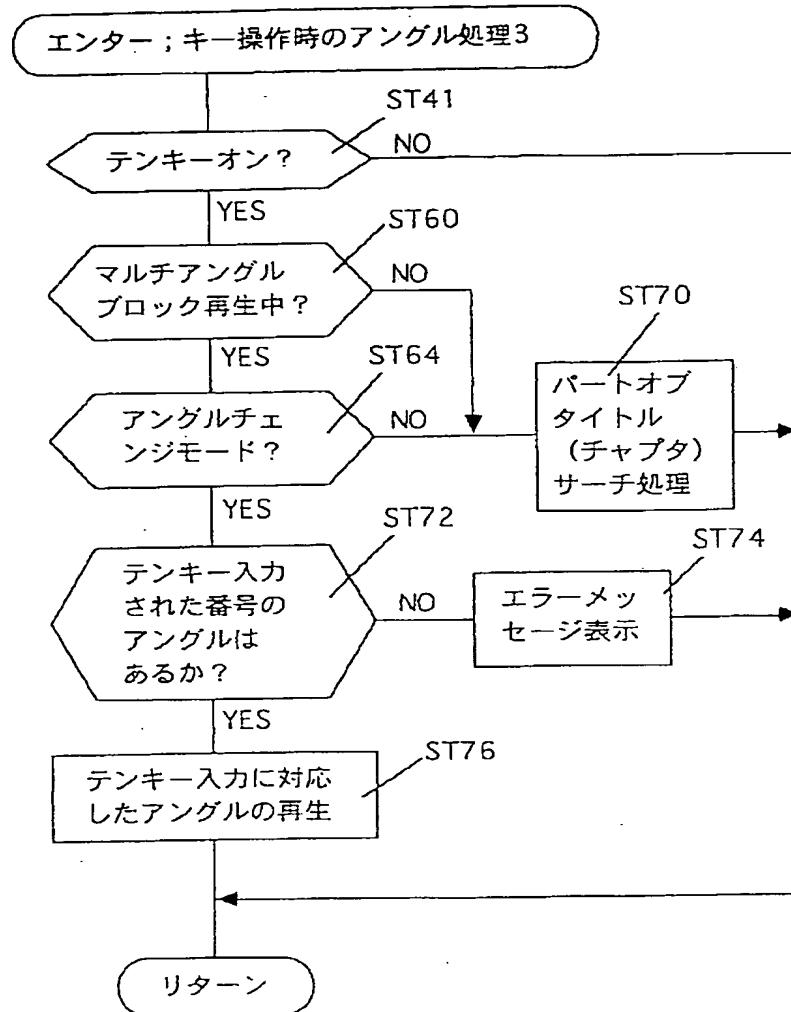 エンター；キー操作時のアングル処理3
ST41
テンキーオン？
NO
YES
ST60
マルチアングル
ブロック再生中？
NO
YES
ST70
パートオブ
タイトル
（チャプタ）
サーチ処理
ST64
アングルチェ
ンジモード？
NO
YES
ST72
テンキー入力
された番号の
アングルは
あるか？
NO
ST74
エラーメッ
セージ表示
YES
ST76
テンキー入力に対応
したアングルの再生
リターン